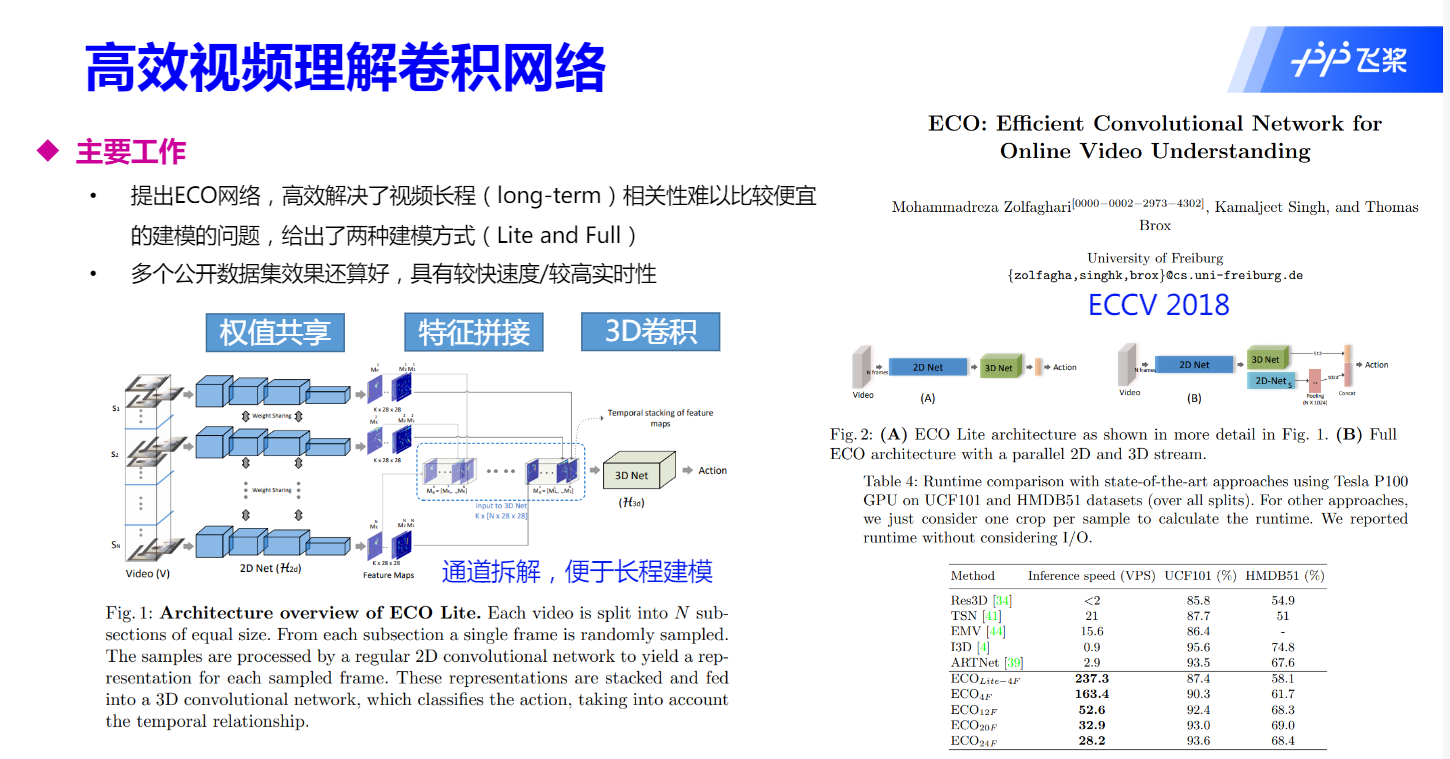 高效视频理解卷积网络
飞桨
主要工作
• 提出ECO网络，高效解决了视频长程（long-term）相关性难以比较便宜
的建模的问题，给出了两种建模方式（Lite and Full）
• 多个公开数据集效果还算好，具有较快速度/较高实时性
权值共享
特征拼接
3D卷积
S1
S2
SN
Weight Sharing
Weight Sharing
K x 28 x 28
K x 28 x 28
K x 28 x 28
Temporal stacking of feature
maps
Input to 3D Net
K x [N x 28 x 28]
3D Net
(H3d)
Action
Video (V)
2D Net (H2d)
Feature Maps
通道拆解，便于长程建模
Fig. 1: Architecture overview of ECO Lite. Each video is split into N sub-
sections of equal size. From each subsection a single frame is randomly sampled.
The samples are processed by a regular 2D convolutional network to yield a rep-
resentation for each sampled frame. These representations are stacked and fed
into a 3D convolutional network, which classifies the action, taking into account
the temporal relationship.
ECO: Efficient Convolutional Network for
Online Video Understanding
Mohammadreza Zolfaghari[0000−0002−2973−4302], Kamaljeet Singh, and Thomas
Brox
University of Freiburg
{zolfagha,singhk,brox}@cs.uni-freiburg.de
ECCV 2018
N frames
2D Net
3D Net
Action
Video
(A)
N frames
2D Net
3D Net
2D-Net S
Pooling
(N X 1024)
Concat
Action
Video
(B)
Fig. 2: (A) ECO Lite architecture as shown in more detail in Fig. 1. (B) Full
ECO architecture with a parallel 2D and 3D stream.
Table 4: Runtime comparison with state-of-the-art approaches using Tesla P100
GPU on UCF101 and HMDB51 datasets (over all splits). For other approaches,
we just consider one crop per sample to calculate the runtime. We reported
runtime without considering I/O.
Method Inference speed (VPS) UCF101 (%) HMDB51 (%)
Res3D [34] <2 85.8 54.9
TSN [41] 21 87.7 51
EMV [44] 15.6 86.4 -
I3D [4] 0.9 95.6 74.8
ARTNet [39] 2.9 93.5 67.6
ECO Lite−4F 237.3 87.4 58.1
ECO 4F 163.4 90.3 61.7
ECO 12F 52.6 92.4 68.3
ECO 20F 32.9 93.0 69.0
ECO 24F 28.2 93.6 68.4